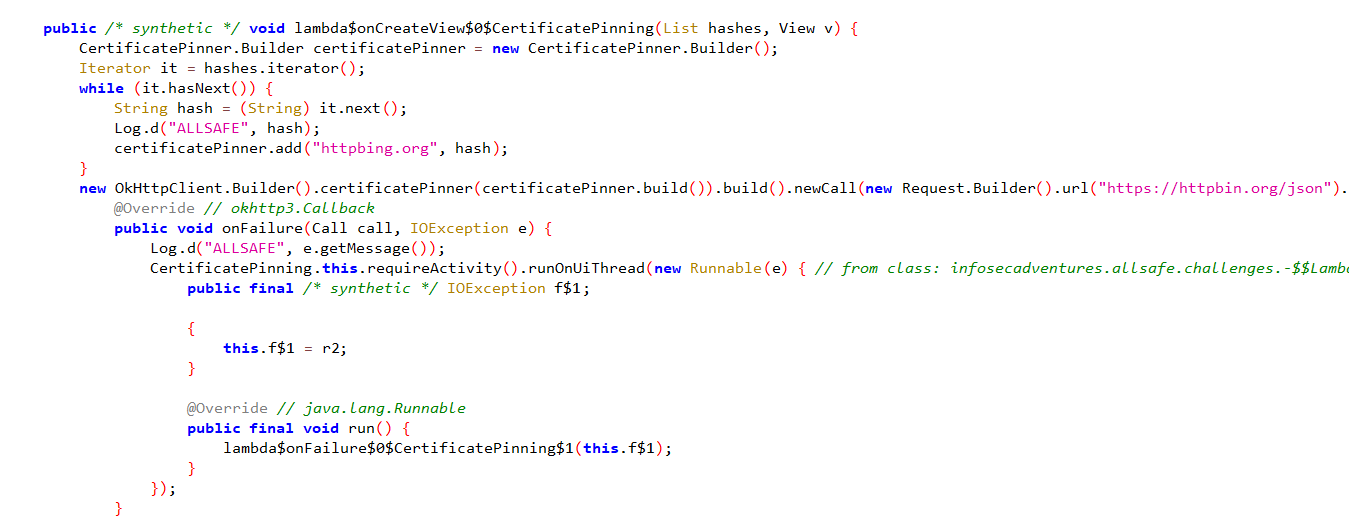 public /* synthetic */ void lambda$onCreateView$0$CertificatePinning(List hashes, View v) {
CertificatePinner.Builder certificatePinner = new CertificatePinner.Builder();
Iterator it = hashes.iterator();
while (it.hasNext()) {
String hash = (String) it.next();
Log.d("ALLSAFE", hash);
certificatePinner.add("httpbing.org", hash);
}
new OkHttpClient.Builder().certificatePinner(certificatePinner.build()).build().newCall(new Request.Builder().url("https://httpbin.org/json").
@Override // okhttp3.Callback
public void onFailure(Call call, IOException e) {
Log.d("ALLSAFE", e.getMessage());
CertificatePinning.this.requireActivity().runOnUiThread(new Runnable(e) { // from class: infosecadventures.allsafe.challenges.-$$Lamb
public final /* synthetic */ IOException f$1;
{
this.f$1 = r2;
}
@Override // java.lang.Runnable
public final void run() {
lambda$onFailure$0$CertificatePinning$1(this.f$1);
}
});
}